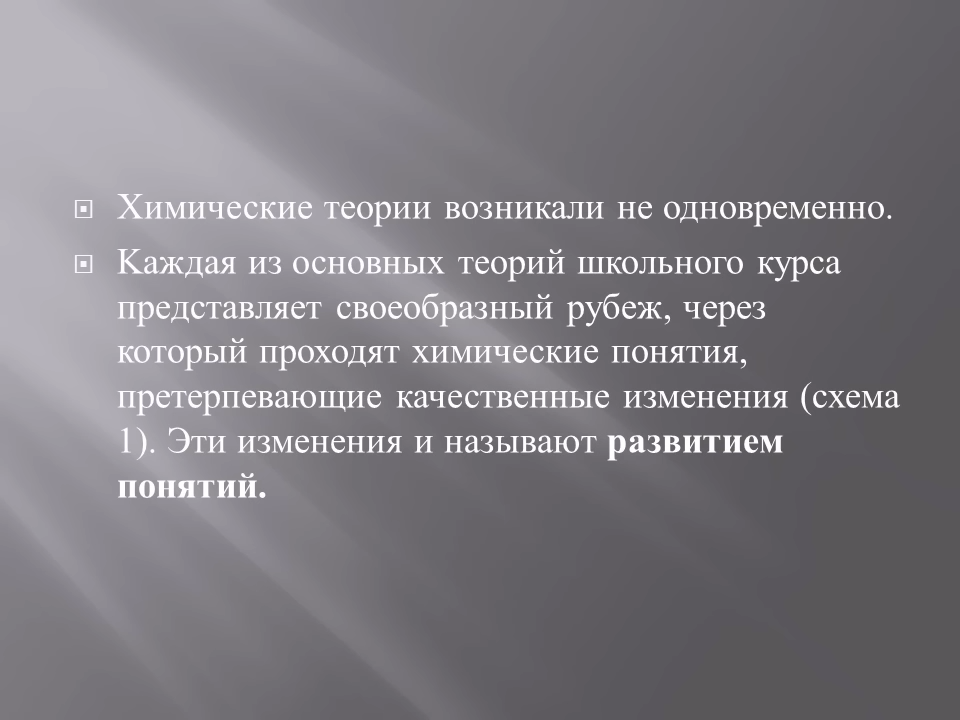 Химические теории возникали не одновременно.
Каждая из основных теорий школьного курса
представляет своеобразный рубеж, через
который проходят химические понятия,
претерпевающие качественные изменения (схема
1). Эти изменения и называют развитием
понятий.